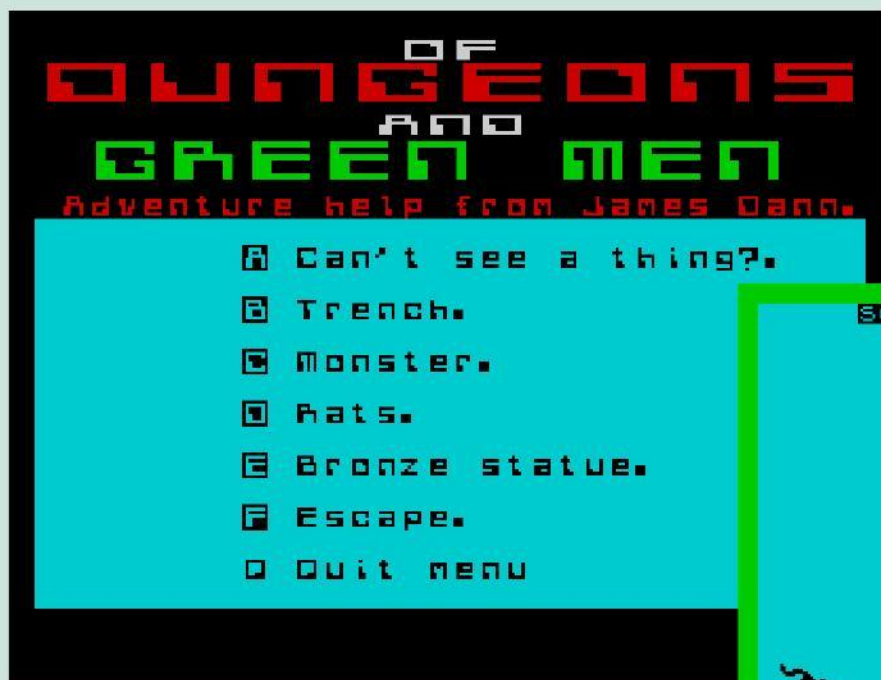 OF
DUNGEONS
AND
GREEN MEN
Adventure help from James Dann.
A Can't see a thing?.
B Trench.
C Monster.
D Rats.
E Bronze statue.
F Escape.
Q Quit menu